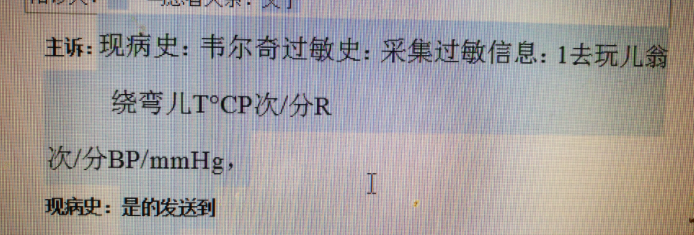 主诉：现病史：韦尔奇过敏史：采集过敏信息：1去玩儿翁
绕弯儿T°CP次/分R
次/分BP/mmHg，
现病史：是的发送到